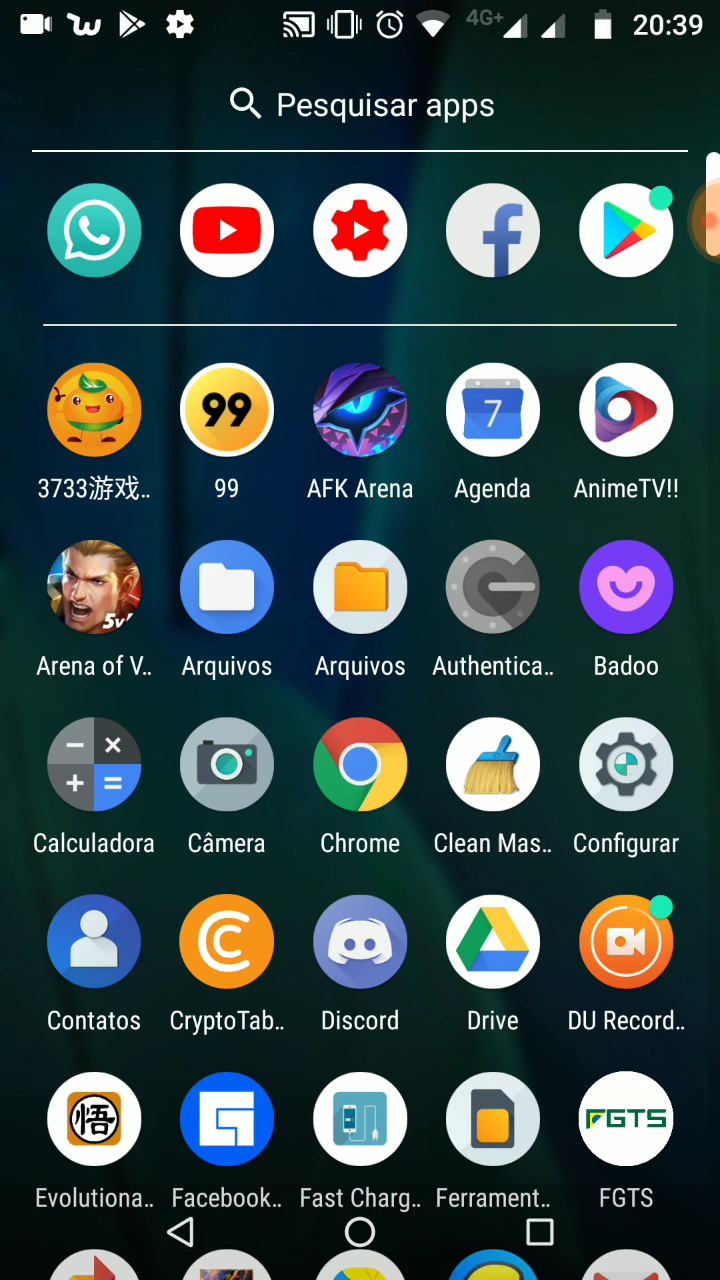 4G+ 20:39
Pesquisar apps
3733游戏.. 99 AFK Arena Agenda AnimeTV!!
5v
Arena of V.. Arquivos Arquivos Authentica.. Badoo
Calculadora Câmera Chrome Clean Mas.. Configurar
Contatos CryptoTab.. Discord Drive DU Record..
悟 FGTS
Evolutiona.. Facebook.. Fast Charg.. Ferrament.. FGTS